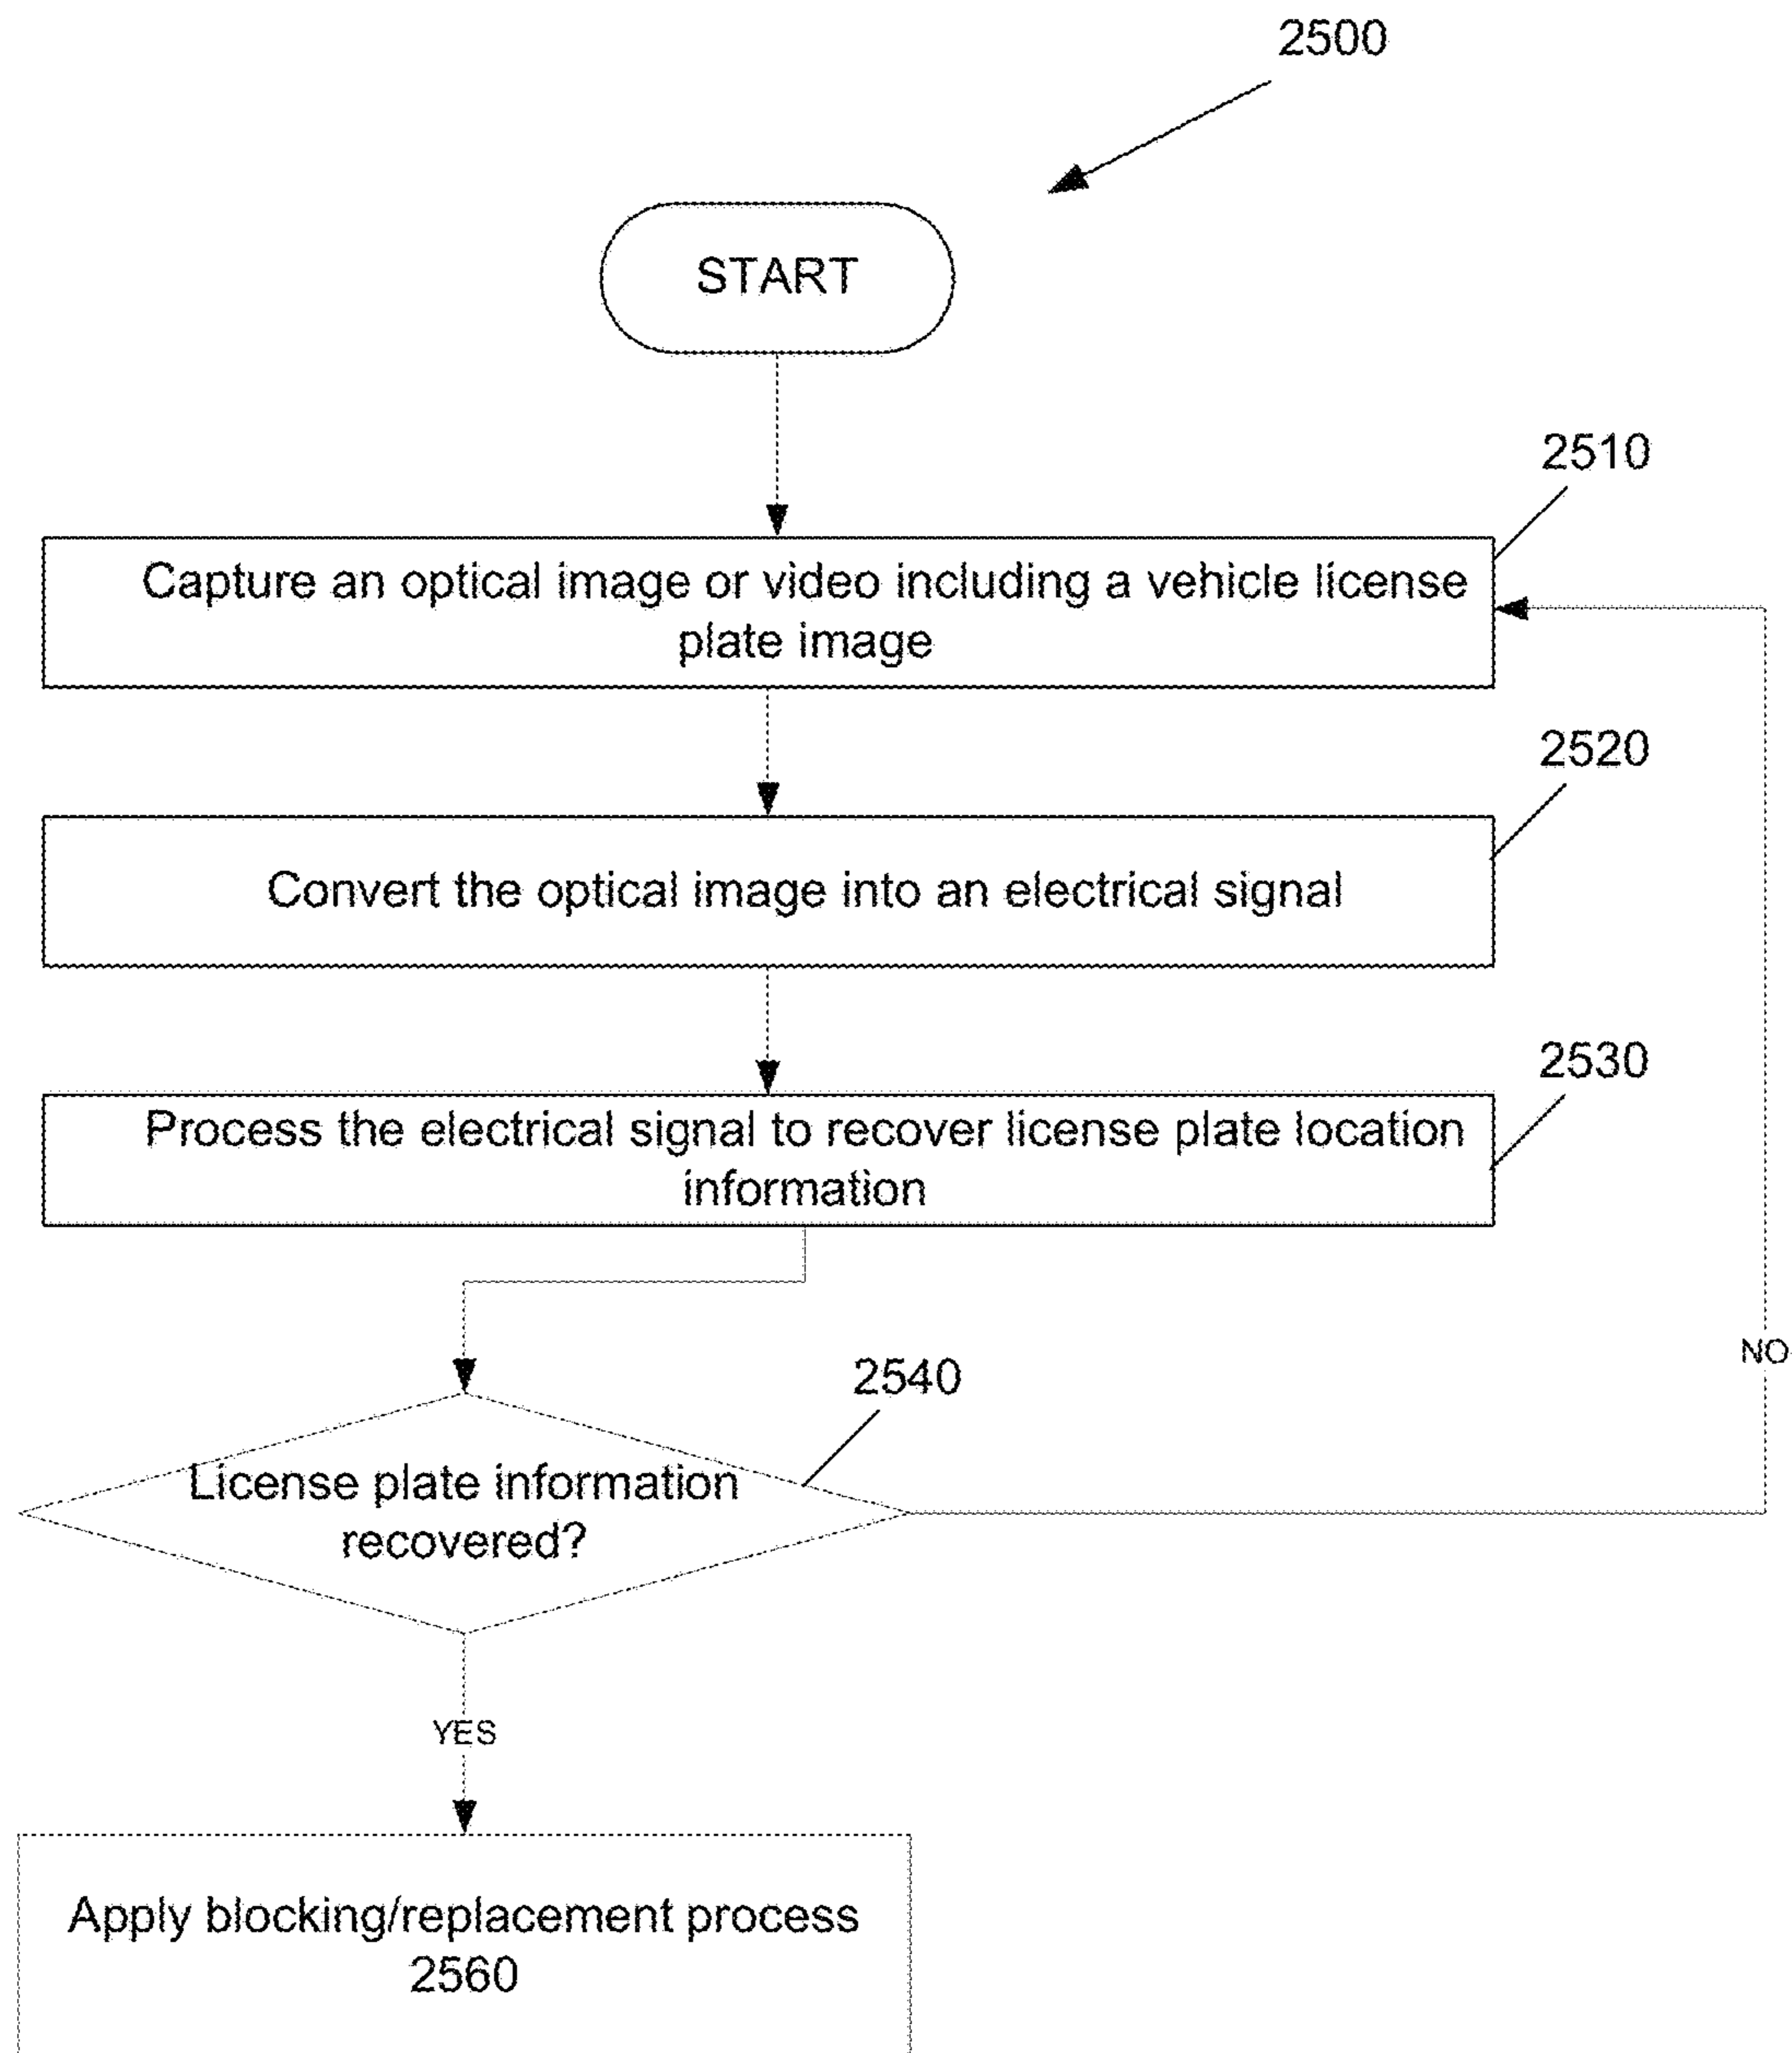 2500
START
2510
Capture an optical image or video including a vehicle license
plate image
2520
Convert the optical image into an electrical signal
2530
Process the electrical signal to recover license plate location
information
NO
2540
License plate information
recovered?
YES
Apply blocking/replacement process
2560